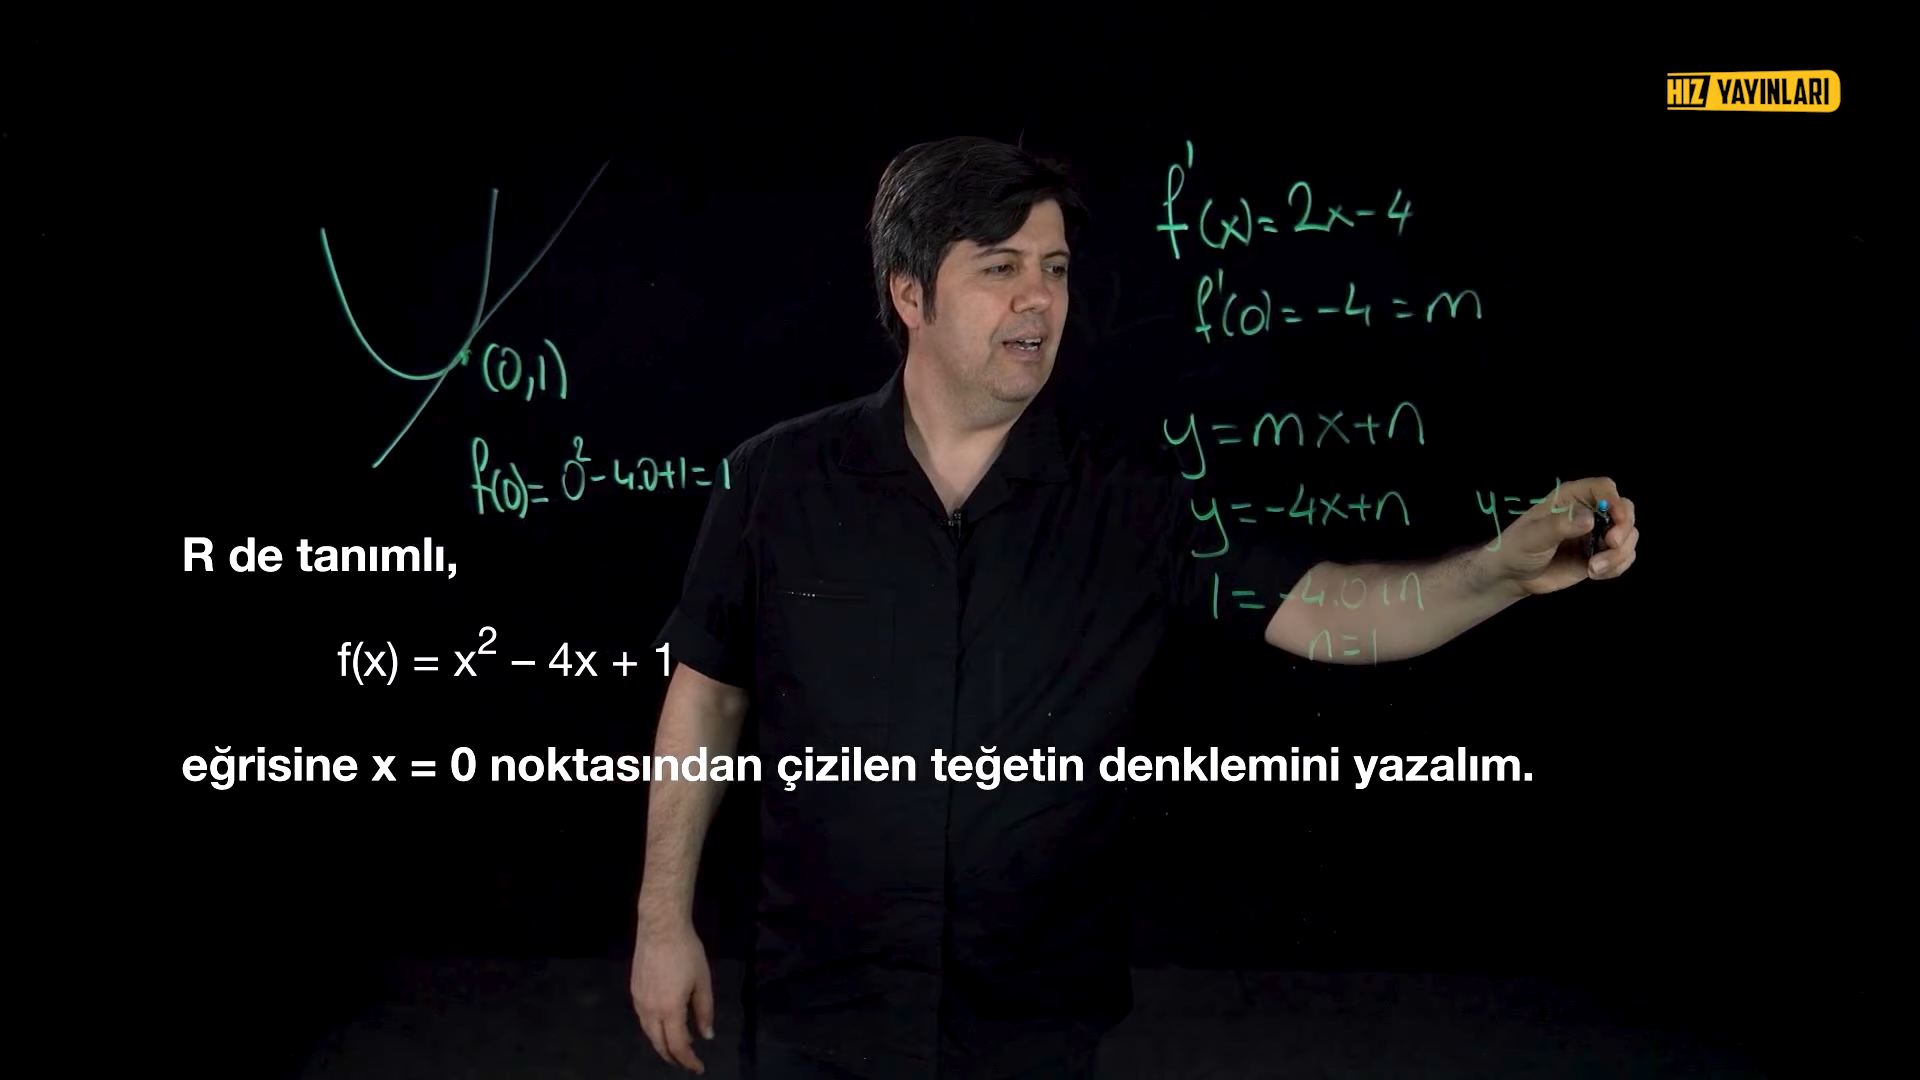 HIZ YAYINLARI
(0,1)
f(0)= 0²-4.0+1=1
f'(x)=2x-4
f'(0)=-4=m
y=mx+n
y=-4x+n
y=-4x
1=-4.0+n
n=1
R de tanımlı,
f(x) = x² – 4x + 1
eğrisine x = 0 noktasından çizilen teğetin denklemini yazalım.